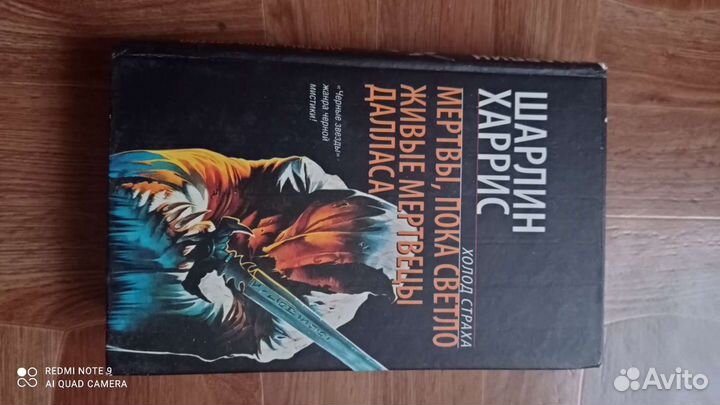 ШАРЛИН
ХАРРИС
ХОЛОД СТРАХА
МЕРТВЫ, ПОКА СВЕТЛО
ЖИВЫЕ МЕРТВЕЦЫ
ДАЛЛАСА
«Черные звезды»-
жанра черной
мистики!
REDMI NOTE 9
AI QUAD CAMERA
Avito